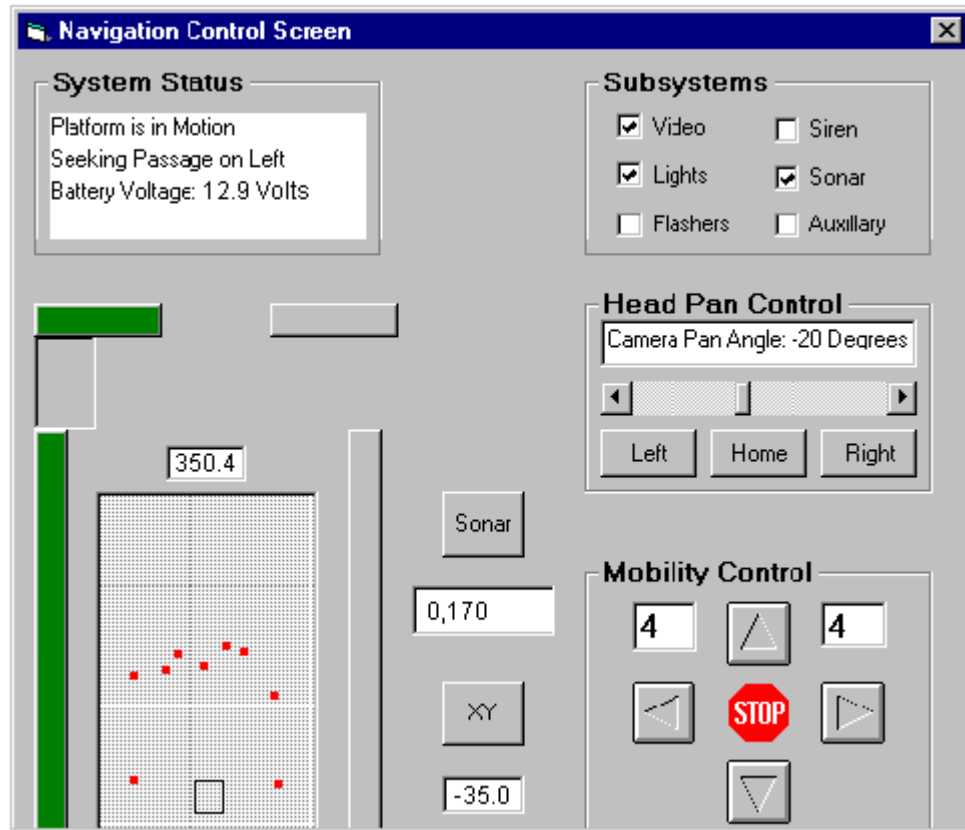 Navigation Control Screen
System Status
Platform is in Motion
Seeking Passage on Left
Battery Voltage: 12.9 Volts
Subsystems
Video
Siren
Lights
Sonar
Flashers
Auxillary
Head Pan Control
Camera Pan Angle: -20 Degrees
Left
Home
Right
350.4
Sonar
0,170
XY
-35.0
Mobility Control
4
4
STOP